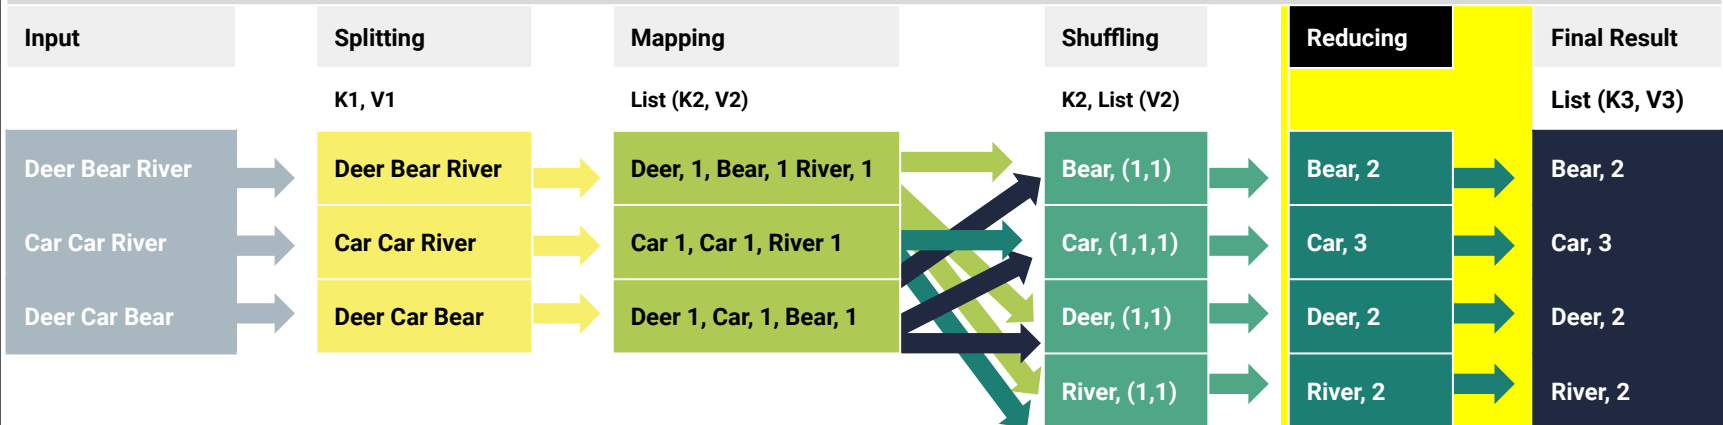 Input Splitting Mapping Shuffling Reducing Final Result
K1, V1 List (K2, V2) K2, List (V2) List (K3, V3)
Deer Bear River Deer Bear River Deer, 1, Bear, 1 River, 1 Bear, (1,1) Bear, 2 Bear, 2
Car Car River Car Car River Car 1, Car 1, River 1 Car, (1,1,1) Car, 3 Car, 3
Deer Car Bear Deer Car Bear Deer 1, Car, 1, Bear, 1 Deer, (1,1) Deer, 2 Deer, 2
River, (1,1) River, 2 River, 2